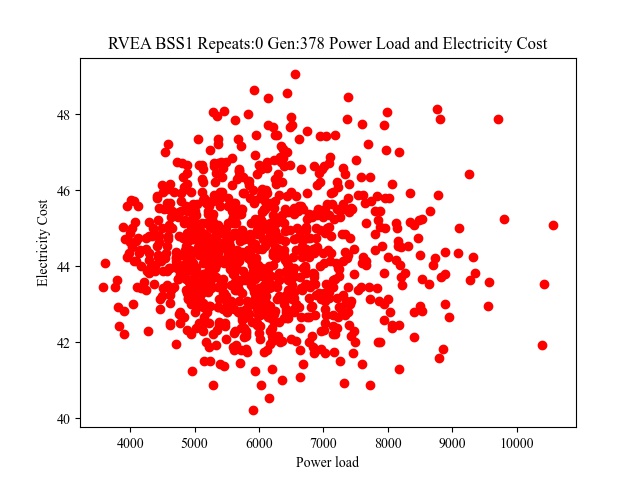 RVEA BSS1 Repeats:0 Gen:378 Power Load and Electricity Cost
48
46
44
42
40
Electricity Cost
4000 5000 6000 7000 8000 9000 10000
Power load